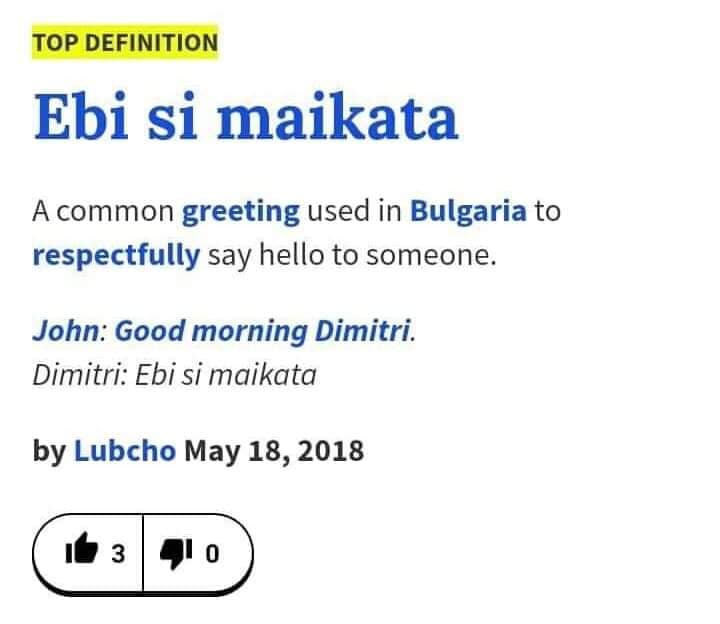 TOP DEFINITION
Ebi si maikata
A common greeting used in Bulgaria to
respectfully say hello to someone.
John: Good morning Dimitri.
Dimitri: Ebi si maikata
by Lubcho May 18, 2018
3 0